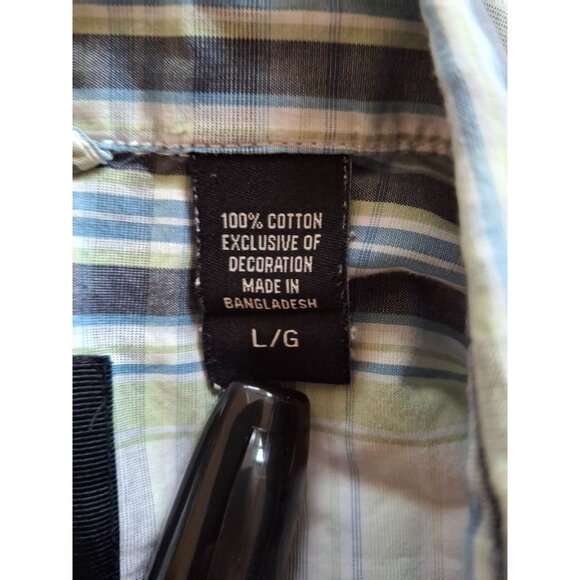 100% COTTON
EXCLUSIVE OF
DECORATION
MADE IN
BANGLADESH
L/G